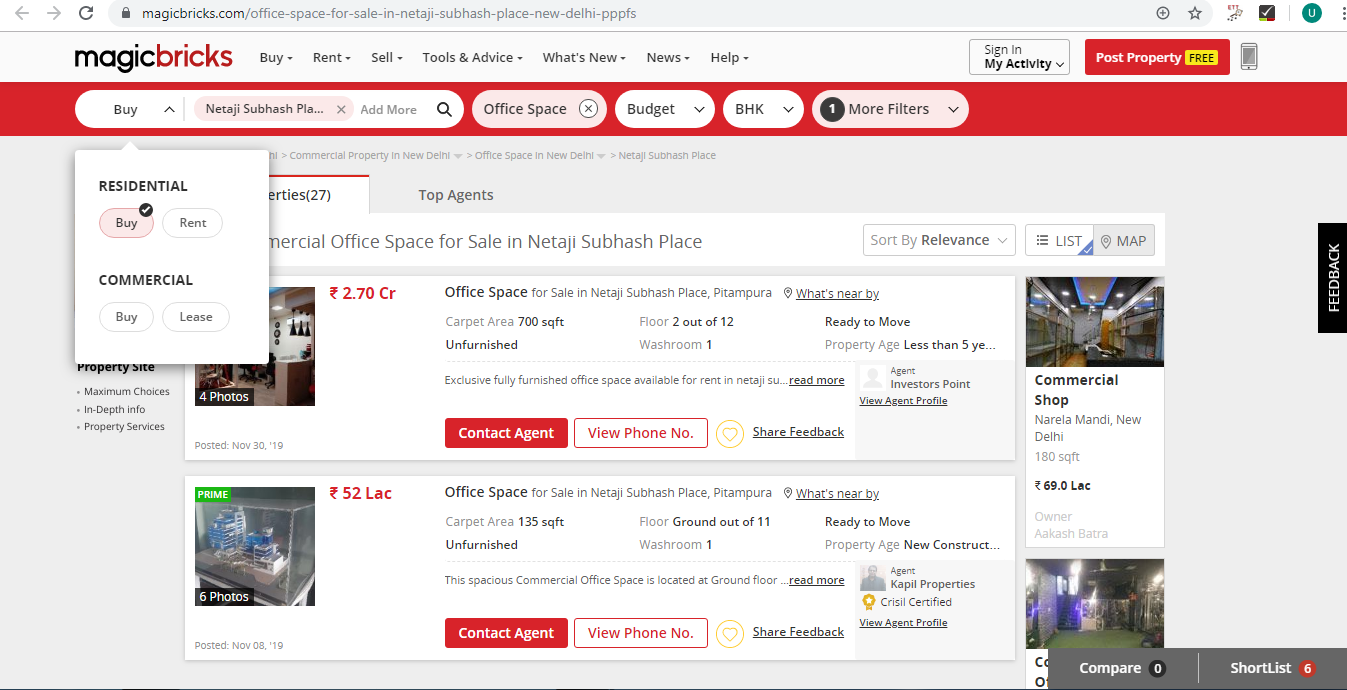 magicbricks.com/office-space-for-sale-in-netaji-subhash-place-new-delhi-pppfs
U
magicbricks
Buy Rent Sell Tools & Advice What's New News Help
Sign In
My Activity
Post Property FREE
Buy Netaji Subhash Pla... Add More Office Space Budget BHK 1 More Filters
> Commercial Property in New Delhi > Office Space in New Delhi > Netaji Subhash Place
RESIDENTIAL
Buy Rent
COMMERCIAL
Buy Lease
erties(27) Top Agents
mercial Office Space for Sale in Netaji Subhash Place
Sort By Relevance LIST MAP
FEEDBACK
Property Site
Maximum Choices
In-Depth info
Property Services
4 Photos
Posted: Nov 30, '19
₹ 2.70 Cr
Office Space for Sale in Netaji Subhash Place, Pitampura What's near by
Carpet Area 700 sqft Floor 2 out of 12 Ready to Move
Unfurnished Washroom 1 Property Age Less than 5 ye...
Exclusive fully furnished office space available for rent in netaji su...read more
Agent
Investors Point
View Agent Profile
Contact Agent View Phone No. Share Feedback
PRIME
6 Photos
Posted: Nov 08, '19
₹ 52 Lac
Office Space for Sale in Netaji Subhash Place, Pitampura What's near by
Carpet Area 135 sqft Floor Ground out of 11 Ready to Move
Unfurnished Washroom 1 Property Age New Construct...
This spacious Commercial Office Space is located at Ground floor ...read more
Agent
Kapil Properties
Crisil Certified
View Agent Profile
Contact Agent View Phone No. Share Feedback
Commercial
Shop
Narela Mandi, New
Delhi
180 sqft
₹ 69.0 Lac
Owner
Aakash Batra
Compare 0 ShortList 6